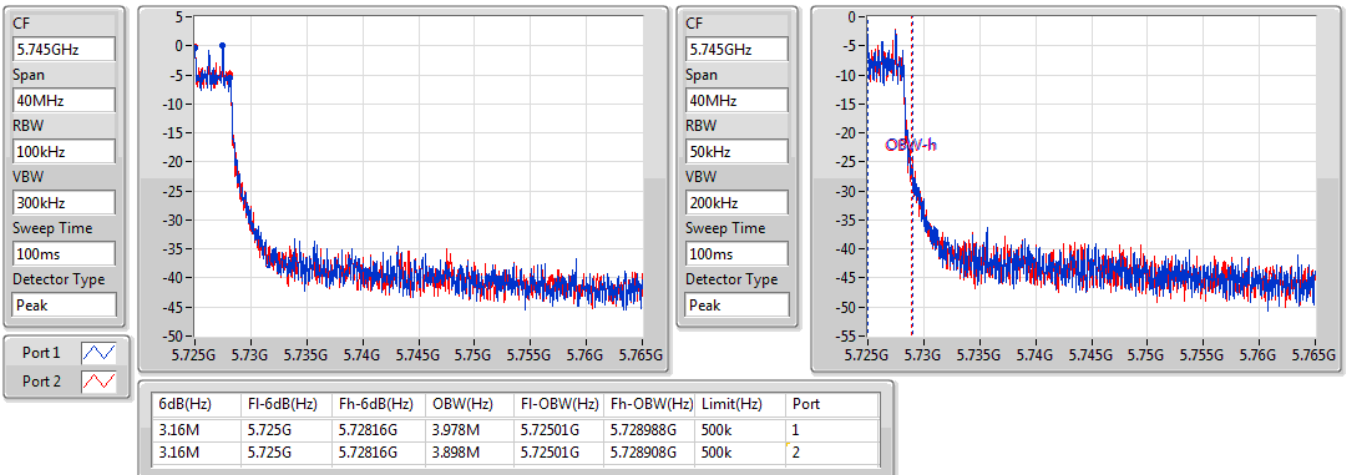 CF
5.745GHz
Span
40MHz
RBW
100kHz
VBW
300kHz
Sweep Time
100ms
Detector Type
Peak
Port 1
Port 2
5
0
-5
-10
-15
-20
-25
-30
-35
-40
-45
-50
5.725G 5.73G 5.735G 5.74G 5.745G 5.75G 5.755G 5.76G 5.765G
CF
5.745GHz
Span
40MHz
RBW
50kHz
VBW
200kHz
Sweep Time
100ms
Detector Type
Peak
0
-5
-10
-15
-20
-25
-30
-35
-40
-45
-50
-55
OBW-h
5.725G 5.73G 5.735G 5.74G 5.745G 5.75G 5.755G 5.76G 5.765G
6dB(Hz) Fl-6dB(Hz) Fh-6dB(Hz) OBW(Hz) Fl-OBW(Hz) Fh-OBW(Hz) Limit(Hz) Port
3.16M 5.725G 5.72816G 3.978M 5.72501G 5.728988G 500k 1
3.16M 5.725G 5.72816G 3.898M 5.72501G 5.728908G 500k 2